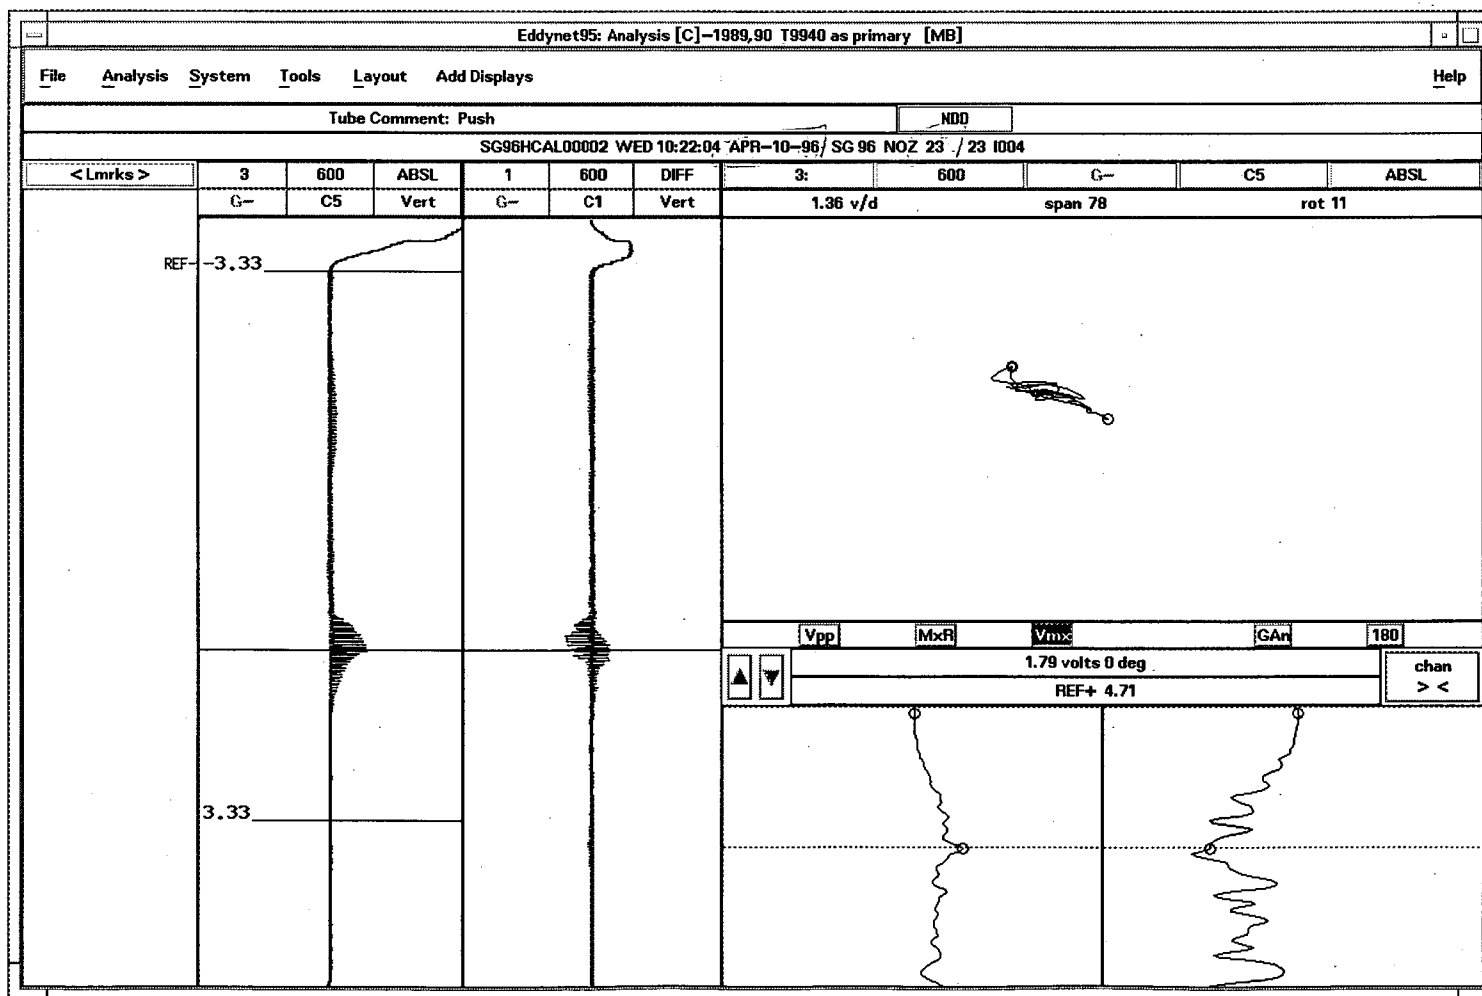 Eddynet95: Analysis [C]–1989,90 T9940 as primary [MB]
File Analysis System Tools Layout Add Displays Help
Tube Comment: Push NDD
SG96HCAL00002 WED 10:22:04 APR–10–96 SG 96 NOZ 23 / 23 I004
< Lmrks > 3 600 ABSL 1 600 DIFF 3: 600 G– C5 ABSL
G– C5 Vert G– C1 Vert 1.36 v/d span 78 rot 11
REF– –3.33
Vpp MxR Vmx GAn 180
1.79 volts 0 deg
REF+ 4.71
chan
> <
3.33